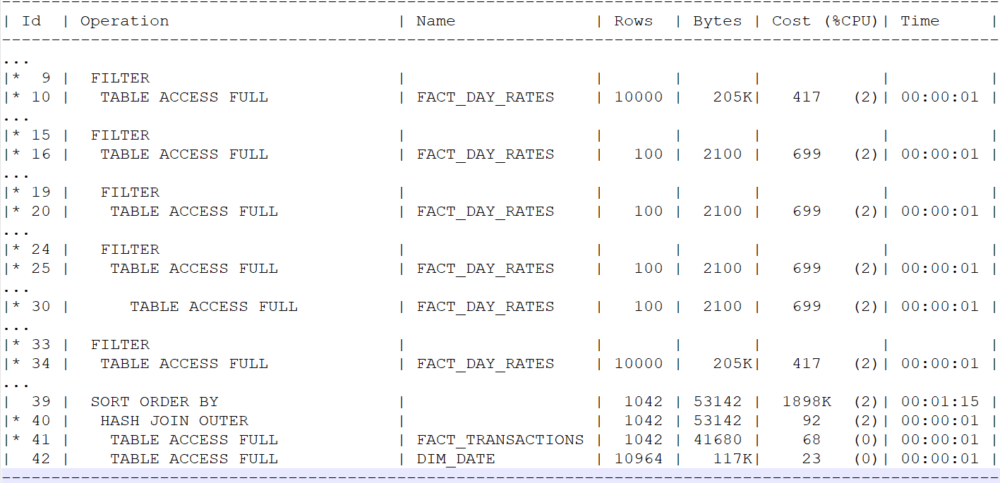 --------------------------------------------------------------------------------------------------------
| Id  | Operation                        | Name              | Rows  | Bytes | Cost (%CPU)| Time     |
--------------------------------------------------------------------------------------------------------
...
|*  9 |  FILTER                          |                   |       |       |            |          |
|* 10 |   TABLE ACCESS FULL              | FACT_DAY_RATES    | 10000 |   205K|   417   (2)| 00:00:01 |
...
|* 15 |  FILTER                          |                   |       |       |            |          |
|* 16 |   TABLE ACCESS FULL              | FACT_DAY_RATES    |   100 |  2100 |   699   (2)| 00:00:01 |
...
|* 19 |   FILTER                         |                   |       |       |            |          |
|* 20 |    TABLE ACCESS FULL             | FACT_DAY_RATES    |   100 |  2100 |   699   (2)| 00:00:01 |
...
|* 24 |   FILTER                         |                   |       |       |            |          |
|* 25 |    TABLE ACCESS FULL             | FACT_DAY_RATES    |   100 |  2100 |   699   (2)| 00:00:01 |
...
|* 30 |      TABLE ACCESS FULL           | FACT_DAY_RATES    |   100 |  2100 |   699   (2)| 00:00:01 |
...
|* 33 |  FILTER                          |                   |       |       |            |          |
|* 34 |   TABLE ACCESS FULL              | FACT_DAY_RATES    | 10000 |   205K|   417   (2)| 00:00:01 |
...
|  39 |  SORT ORDER BY                   |                   |  1042 | 53142 |  1898K  (2)| 00:01:15 |
|* 40 |   HASH JOIN OUTER                |                   |  1042 | 53142 |    92   (2)| 00:00:01 |
|* 41 |    TABLE ACCESS FULL             | FACT_TRANSACTIONS |  1042 | 41680 |    68   (0)| 00:00:01 |
|  42 |    TABLE ACCESS FULL             | DIM_DATE          | 10964 |   117K|    23   (0)| 00:00:01 |
--------------------------------------------------------------------------------------------------------